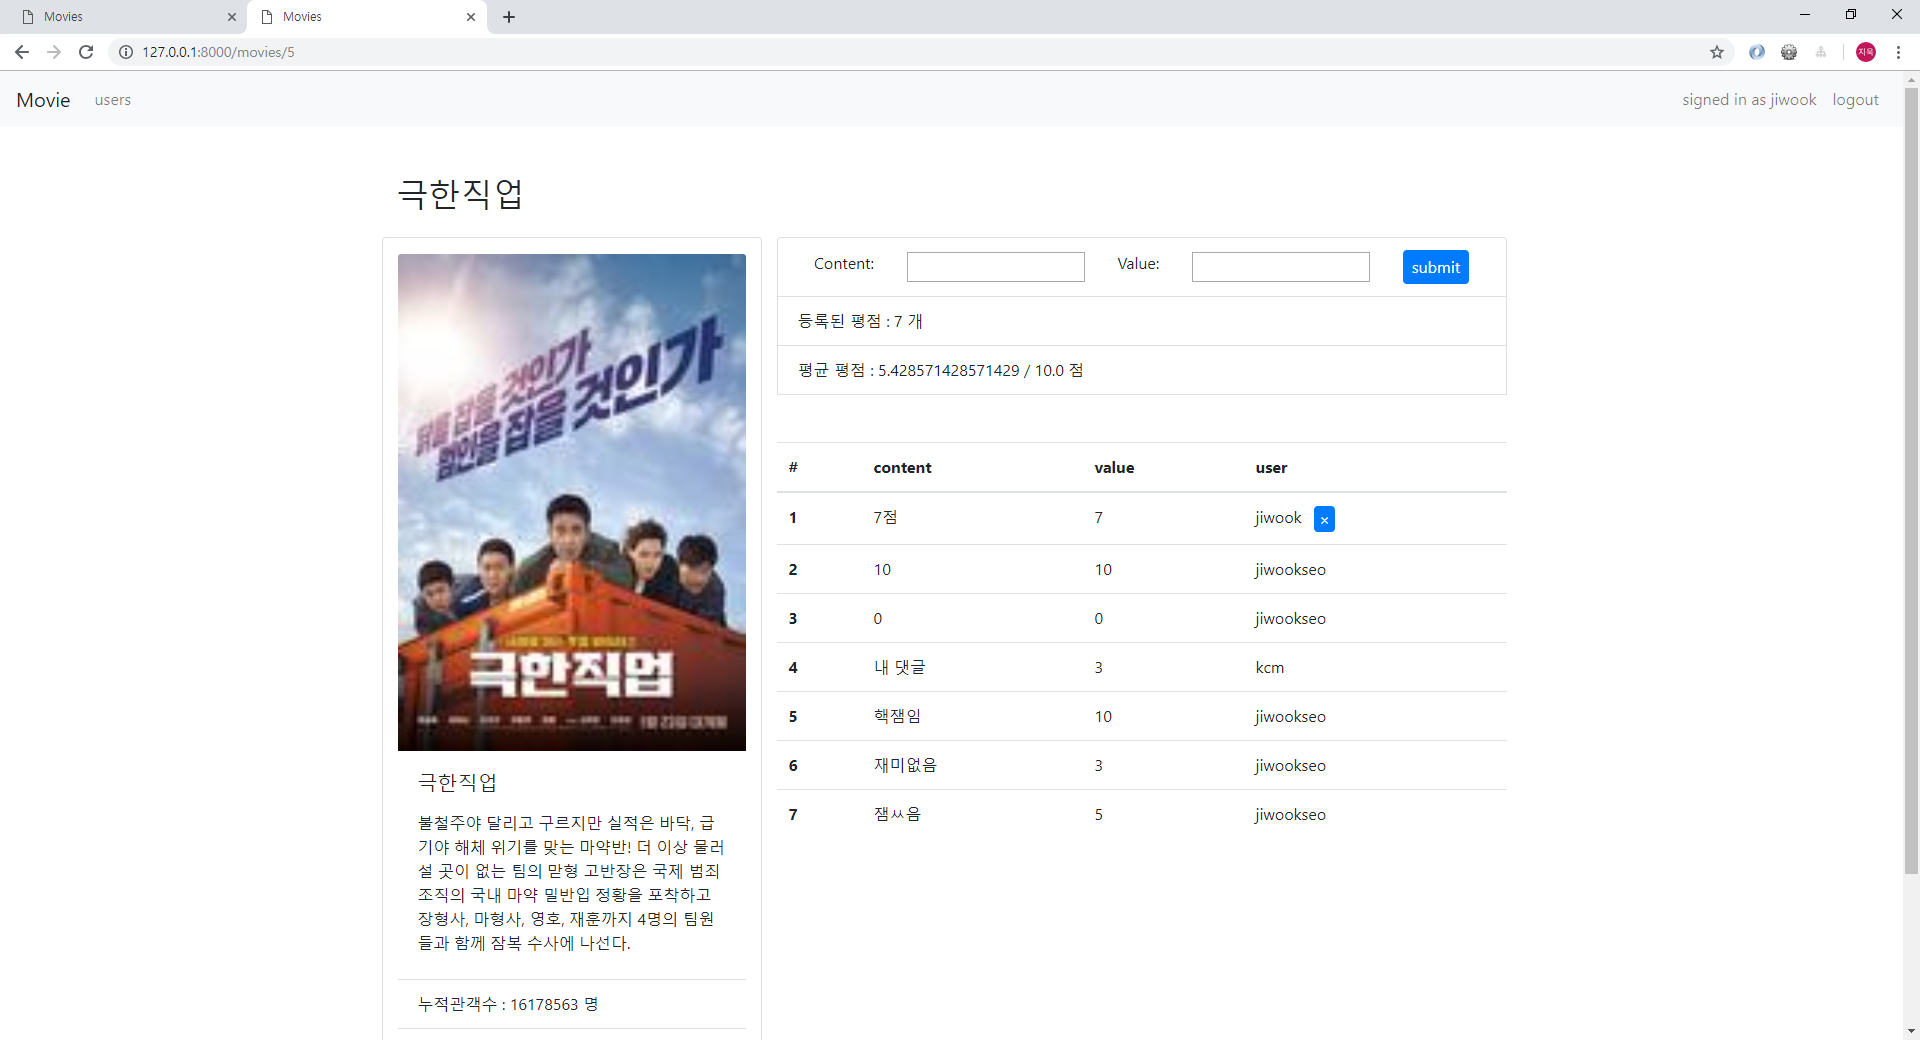 Movies
Movies
127.0.0.1:8000/movies/5
지욱
Movie users signed in as jiwook logout
극한직업
닭을 잡을 것인가
범인을 잡을 것인가
극한직업
Content: Value: submit
등록된 평점 : 7 개
평균 평점 : 5.428571428571429 / 10.0 점
# content value user
1 7점 7 jiwook ×
2 10 10 jiwookseo
3 0 0 jiwookseo
4 내 댓글 3 kcm
5 핵잼임 10 jiwookseo
6 재미없음 3 jiwookseo
7 잼ㅆ음 5 jiwookseo
극한직업
불철주야 달리고 구르지만 실적은 바닥, 급
기야 해체 위기를 맞는 마약반! 더 이상 물러
설 곳이 없는 팀의 맏형 고반장은 국제 범죄
조직의 국내 마약 밀반입 정황을 포착하고
장형사, 마형사, 영호, 재훈까지 4명의 팀원
들과 함께 잠복 수사에 나선다.
누적관객수 : 16178563 명